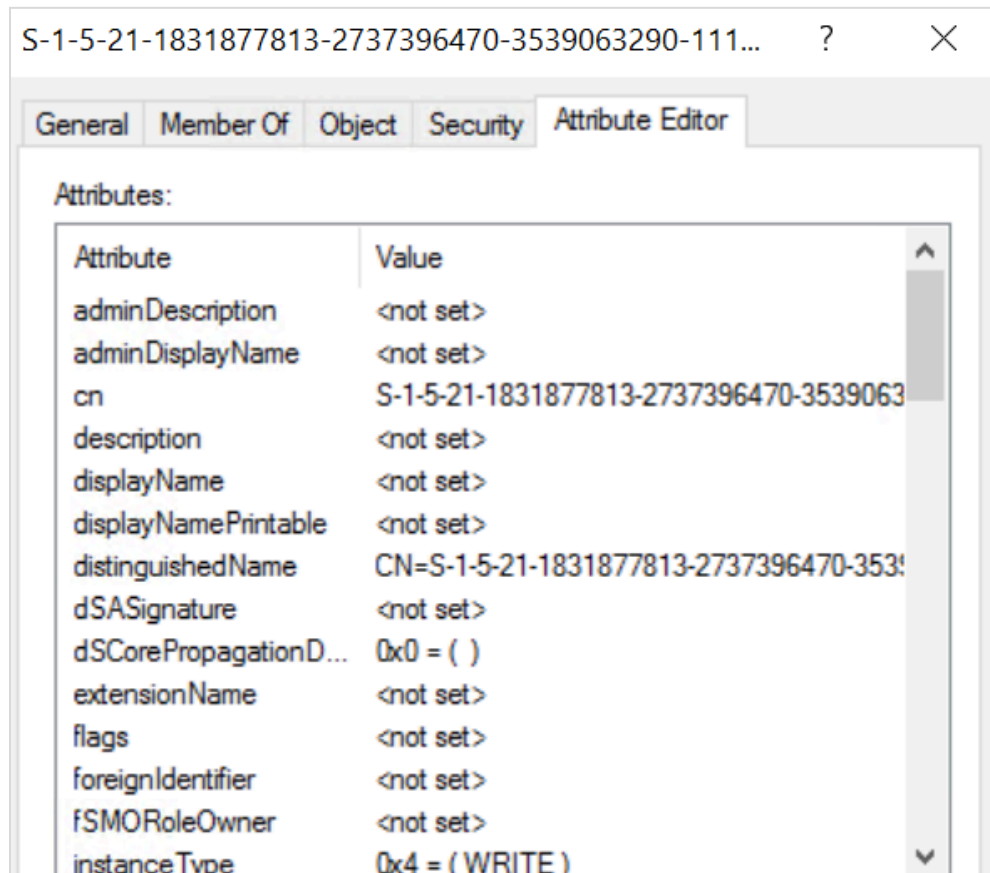 S-1-5-21-1831877813-2737396470-3539063290-111... ?
General Member Of Object Security Attribute Editor
Attributes:
Attribute Value
adminDescription <not set>
adminDisplayName <not set>
cn S-1-5-21-1831877813-2737396470-3539063
description <not set>
displayName <not set>
displayNamePrintable <not set>
distinguishedName CN=S-1-5-21-1831877813-2737396470-353
dSASignature <not set>
dSCorePropagationD... 0x0 = ( )
extensionName <not set>
flags <not set>
foreignIdentifier <not set>
fSMORoleOwner <not set>
instanceType 0x4 = ( WRITE )